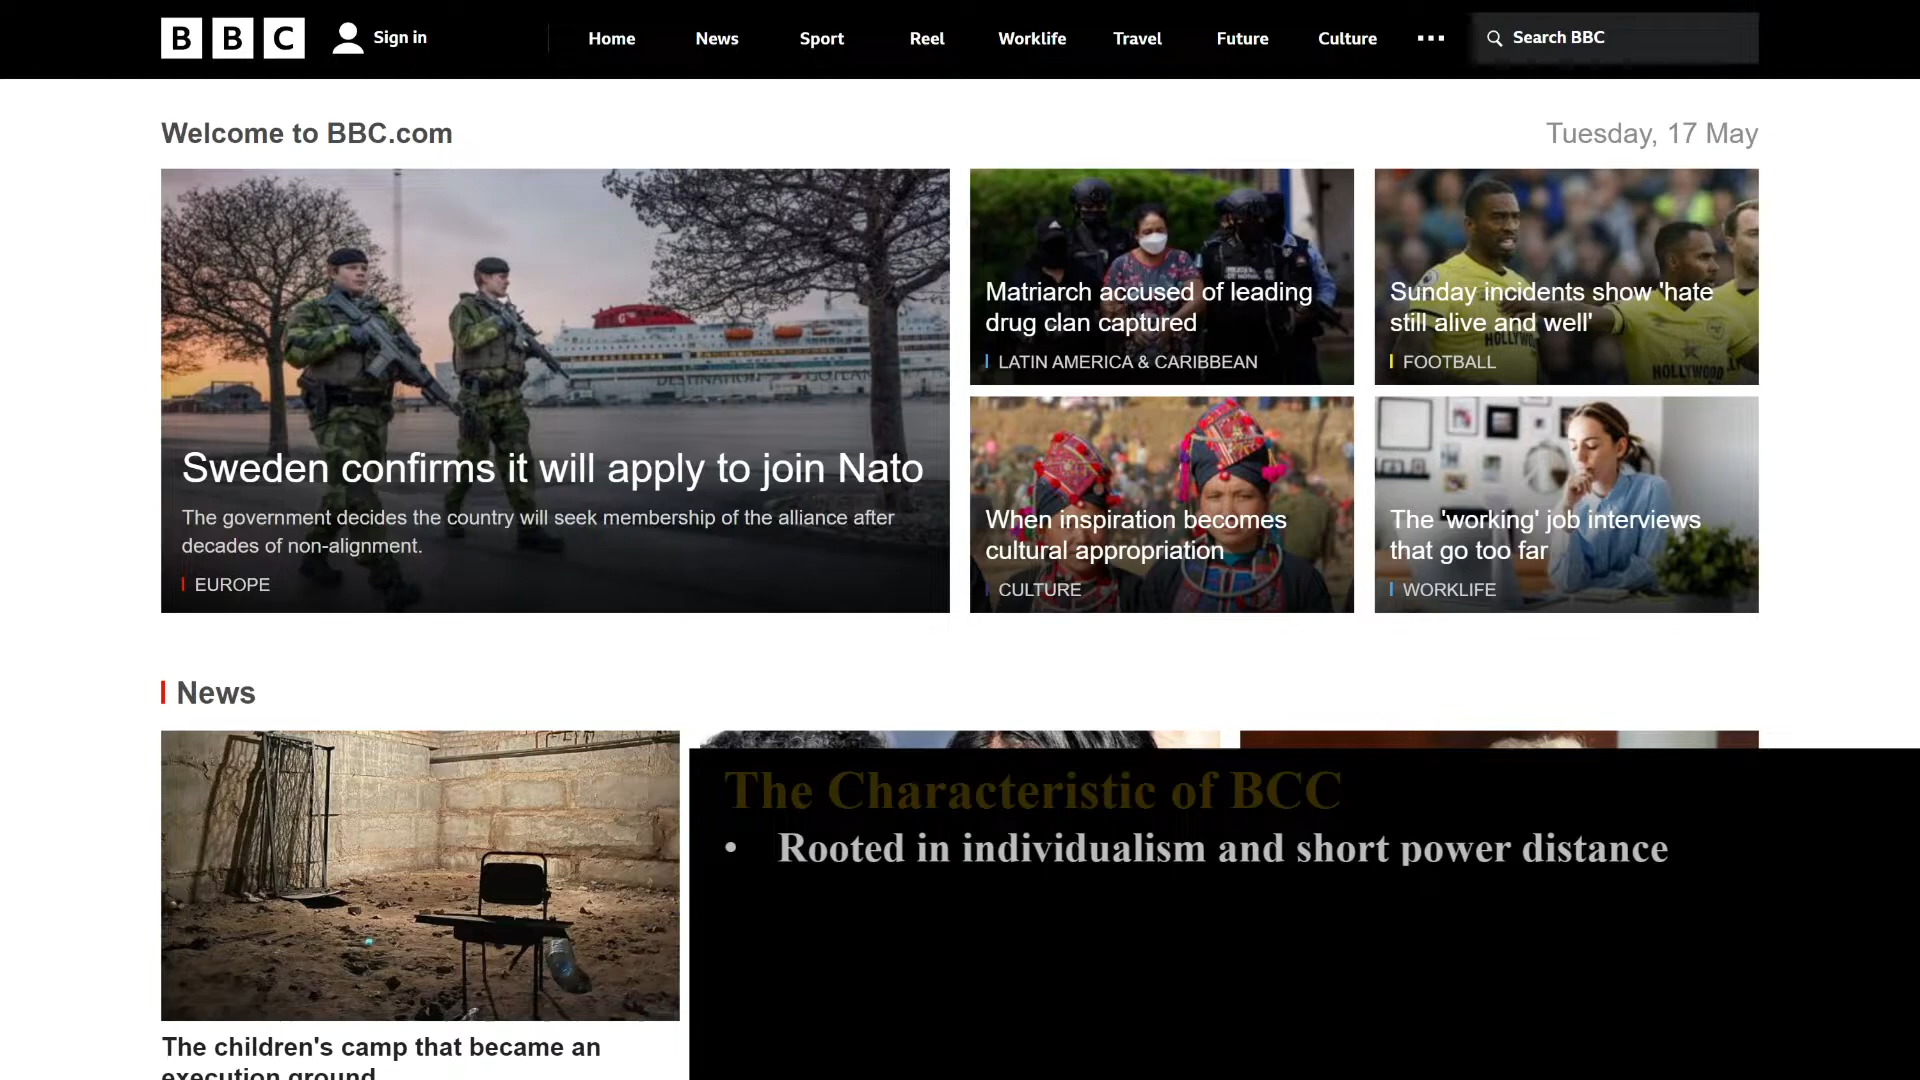 BBC
Sign in
Home
News
Sport
Reel
Worklife
Travel
Future
Culture
Search BBC
Welcome to BBC.com
Tuesday, 17 May
Sweden confirms it will apply to join Nato
The government decides the country will seek membership of the alliance after
decades of non-alignment.
EUROPE
Matriarch accused of leading
drug clan captured
LATIN AMERICA & CARIBBEAN
Sunday incidents show 'hate
still alive and well'
FOOTBALL
HOLLYWOOD
When inspiration becomes
cultural appropriation
CULTURE
The 'working' job interviews
that go too far
WORKLIFE
DESTINATION GOTLAND
News
The children's camp that became an
execution ground
The Characteristic of BCC
• Rooted in individualism and short power distance